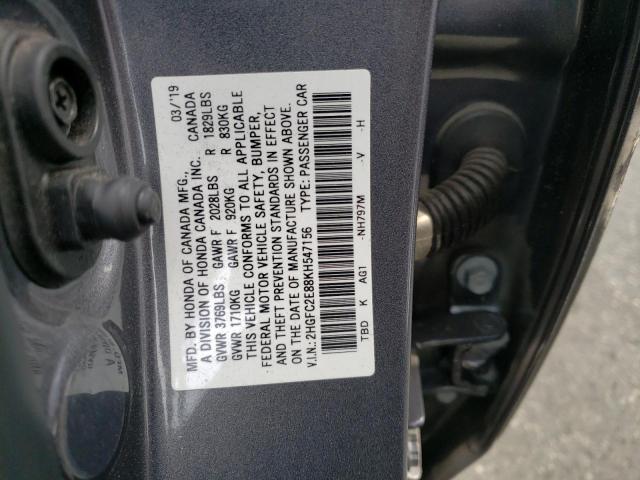 MFD. BY HONDA OF CANADA MFG., 03/'19
A DIVISION OF HONDA CANADA INC. CANADA
GVWR 3769LBS GAWR F 2028LBS R 1829LBS
GVWR 1710KG GAWR F 920KG R 830KG
THIS VEHICLE CONFORMS TO ALL APPLICABLE
FEDERAL MOTOR VEHICLE SAFETY, BUMPER,
AND THEFT PREVENTION STANDARDS IN EFFECT
ON THE DATE OF MANUFACTURE SHOWN ABOVE.
V.I.N.: 2HGFC2E88KH547156 TYPE: PASSENGER CAR
TBD K AG1 -NH797M -V -H